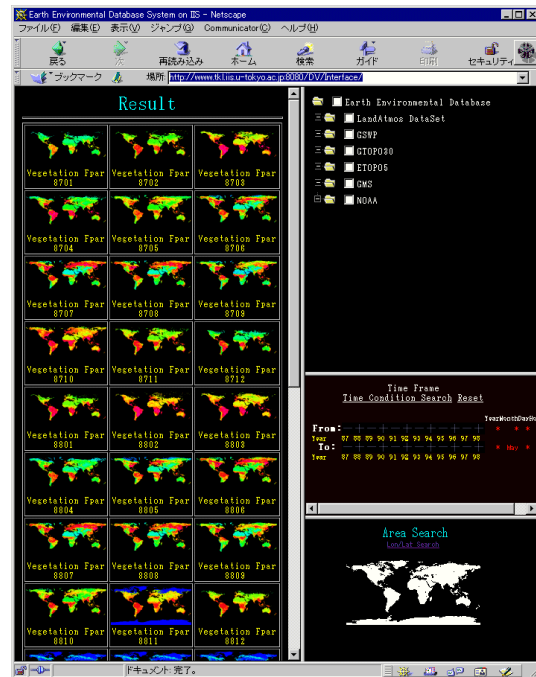 Earth Environmental Database System on IIS - Netscape
ファイル(F) 編集(E) 表示(V) ジャンプ(G) Communicator(C) ヘルプ(H)
戻る 次 再読み込み ホーム 検索 ガイド 印刷 セキュリティ
ブックマーク 場所: http://www.tkl.iis.u-tokyo.ac.jp:8080/DV/Interface/
Result
Vegetation Fpar 8701
Vegetation Fpar 8702
Vegetation Fpar 8703
Vegetation Fpar 8704
Vegetation Fpar 8705
Vegetation Fpar 8706
Vegetation Fpar 8707
Vegetation Fpar 8708
Vegetation Fpar 8709
Vegetation Fpar 8710
Vegetation Fpar 8711
Vegetation Fpar 8712
Vegetation Fpar 8801
Vegetation Fpar 8802
Vegetation Fpar 8803
Vegetation Fpar 8804
Vegetation Fpar 8805
Vegetation Fpar 8806
Vegetation Fpar 8807
Vegetation Fpar 8808
Vegetation Fpar 8809
Vegetation Fpar 8810
Vegetation Fpar 8811
Vegetation Fpar 8812
Earth Environmental Database
LandAtmos DataSet
GSWP
GTOPO30
ETOPO5
GMS
NOAA
Time Frame
Time Condition Search Reset
YearMonthDayHo
From: * * *
Year 87 88 89 90 91 92 93 94 95 96 97 98
To: * May *
Year 87 88 89 90 91 92 93 94 95 96 97 98
Area Search
Lon/Lat Search
ドキュメント: 完了。